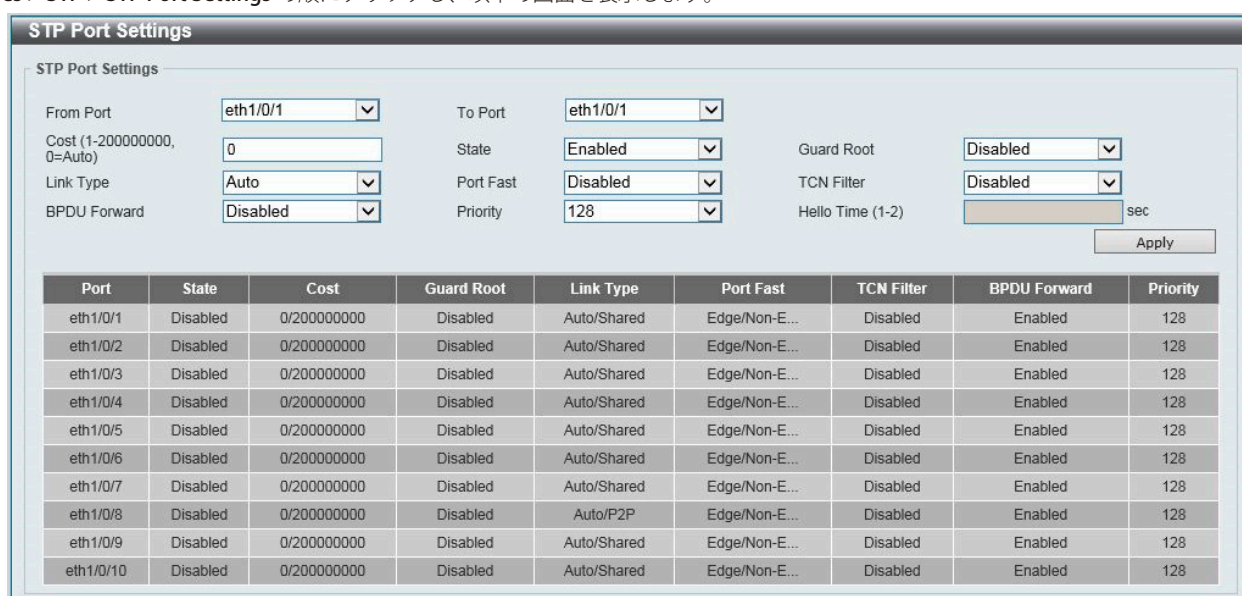 STP Port Settings
STP Port Settings
From Port eth1/0/1 To Port eth1/0/1
Cost (1-200000000, 0=Auto) 0 State Enabled Guard Root Disabled
Link Type Auto Port Fast Disabled TCN Filter Disabled
BPDU Forward Disabled Priority 128 Hello Time (1-2) sec
Apply
Port State Cost Guard Root Link Type Port Fast TCN Filter BPDU Forward Priority
eth1/0/1 Disabled 0/200000000 Disabled Auto/Shared Edge/Non-E... Disabled Enabled 128
eth1/0/2 Disabled 0/200000000 Disabled Auto/Shared Edge/Non-E... Disabled Enabled 128
eth1/0/3 Disabled 0/200000000 Disabled Auto/Shared Edge/Non-E... Disabled Enabled 128
eth1/0/4 Disabled 0/200000000 Disabled Auto/Shared Edge/Non-E... Disabled Enabled 128
eth1/0/5 Disabled 0/200000000 Disabled Auto/Shared Edge/Non-E... Disabled Enabled 128
eth1/0/6 Disabled 0/200000000 Disabled Auto/Shared Edge/Non-E... Disabled Enabled 128
eth1/0/7 Disabled 0/200000000 Disabled Auto/Shared Edge/Non-E... Disabled Enabled 128
eth1/0/8 Disabled 0/200000000 Disabled Auto/P2P Edge/Non-E... Disabled Enabled 128
eth1/0/9 Disabled 0/200000000 Disabled Auto/Shared Edge/Non-E... Disabled Enabled 128
eth1/0/10 Disabled 0/200000000 Disabled Auto/Shared Edge/Non-E... Disabled Enabled 128